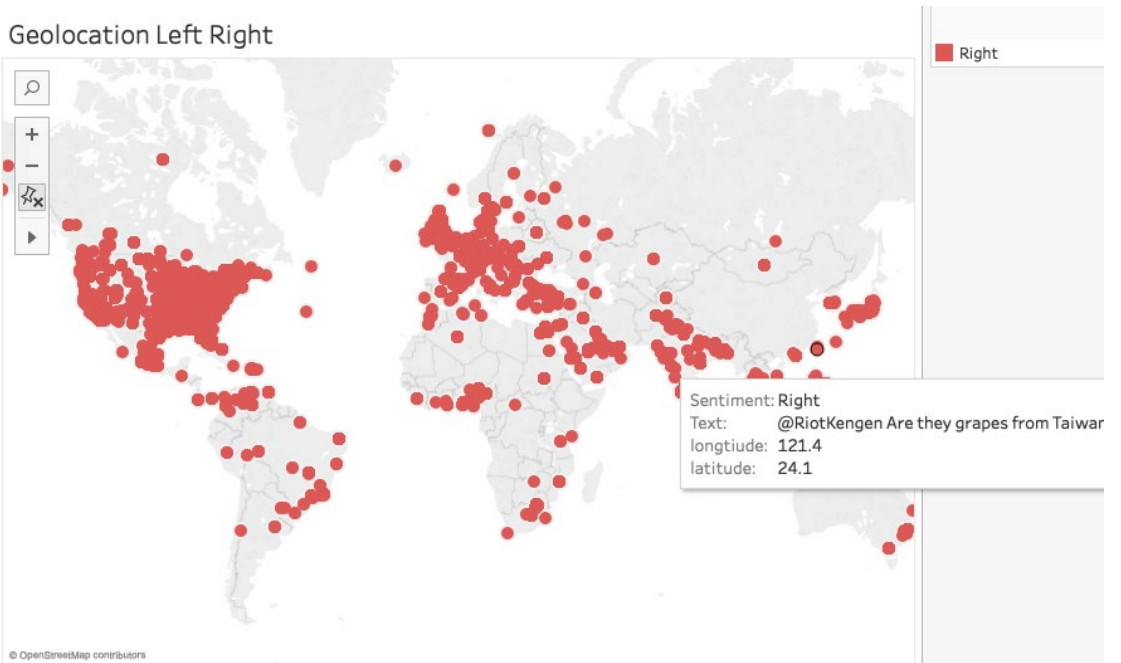 Geolocation Left Right
Right
Sentiment: Right
Text: @RiotKengen Are they grapes from Taiwan
longtiude: 121.4
latitude: 24.1
© OpenStreetMap contributors